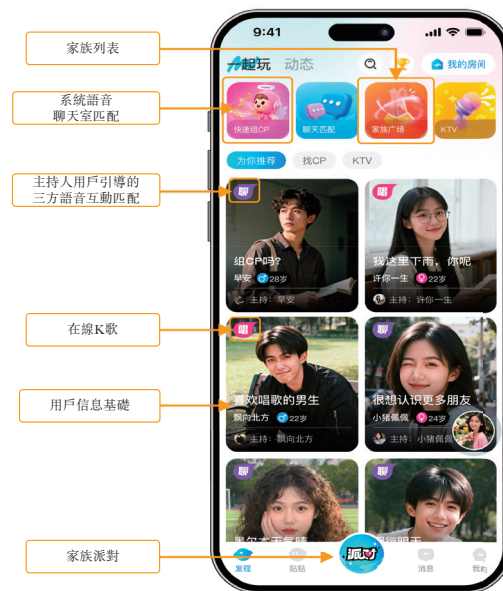 家族列表
系統語音
聊天室匹配
主持人用戶引導的
三方語音互動匹配
在線K歌
用戶信息基礎
家族派對
9:41
一起玩 动态
我的房间
快速组CP
聊天匹配
家族广场
KTV
为你推荐 找CP KTV
聊
组CP吗?
早安 28岁
主持：早安
唱
我这里下雨，你呢
许你一生 22岁
主持：许你一生
唱
喜欢唱歌的男生
飘向北方 22岁
主持：飘向北方
聊
很想认识更多朋友
小猪佩佩 24岁
主持：小猪佩佩
聊
聊
发现 贴贴 派对 消息 我的